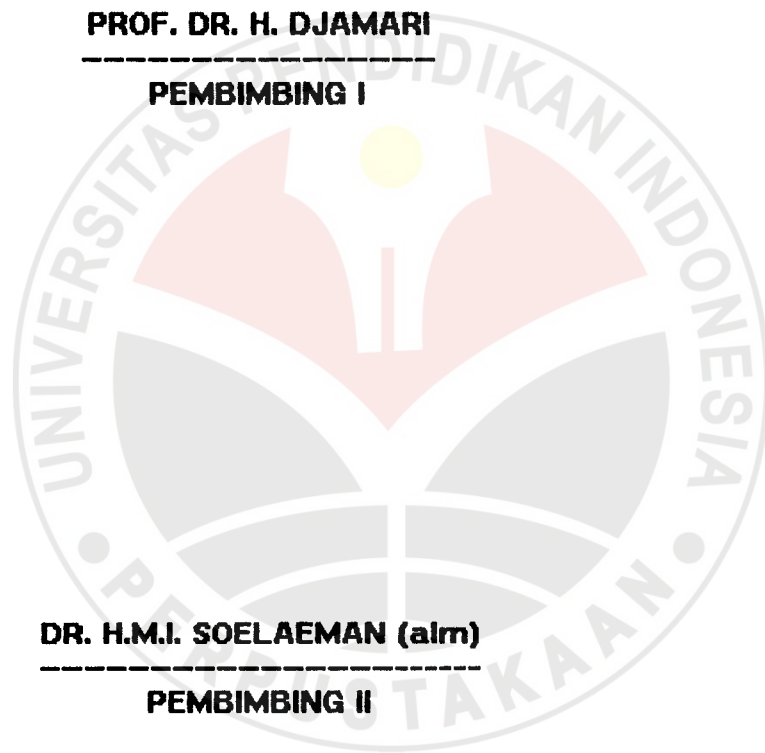 PROF. DR. H. DJAMARI
PEMBIMBING I
DR. H.M.I. SOELAEMAN (alm)
PEMBIMBING II
UNIVERSITAS PENDIDIKAN INDONESIA
PERPUSTAKAAN